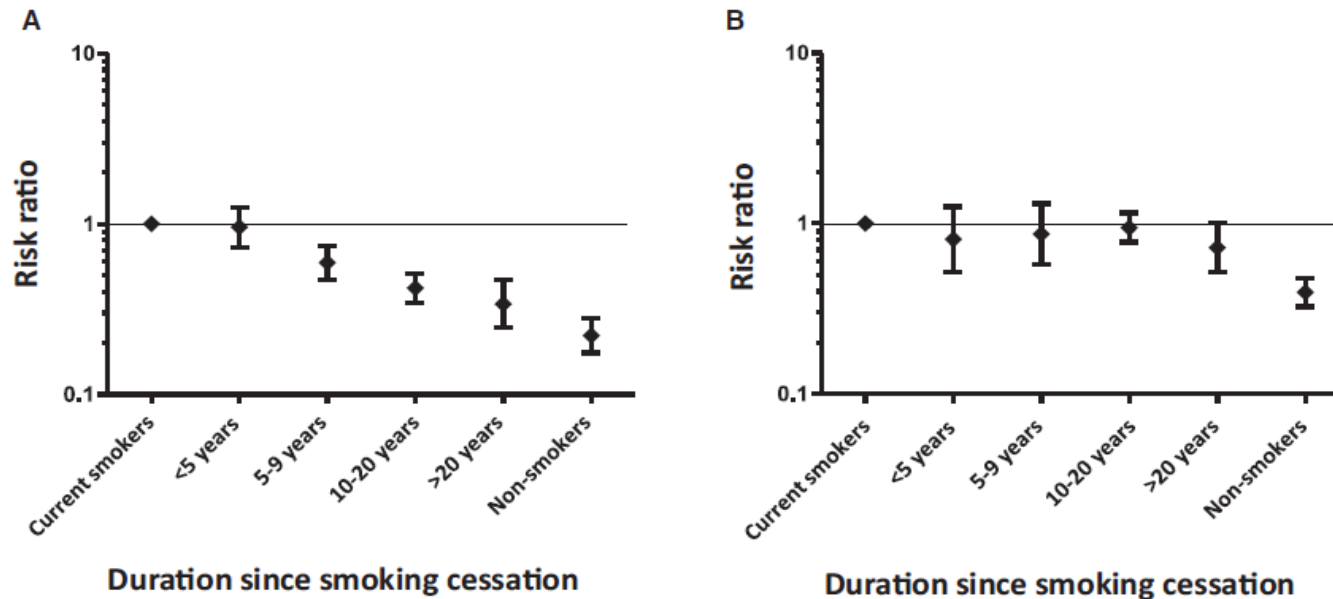 A
10
1
0.1
Risk ratio
Current smokers
<5 years
5-9 years
10-20 years
>20 years
Non-smokers
Duration since smoking cessation
B
10
1
0.1
Risk ratio
Current smokers
<5 years
5-9 years
10-20 years
>20 years
Non-smokers
Duration since smoking cessation